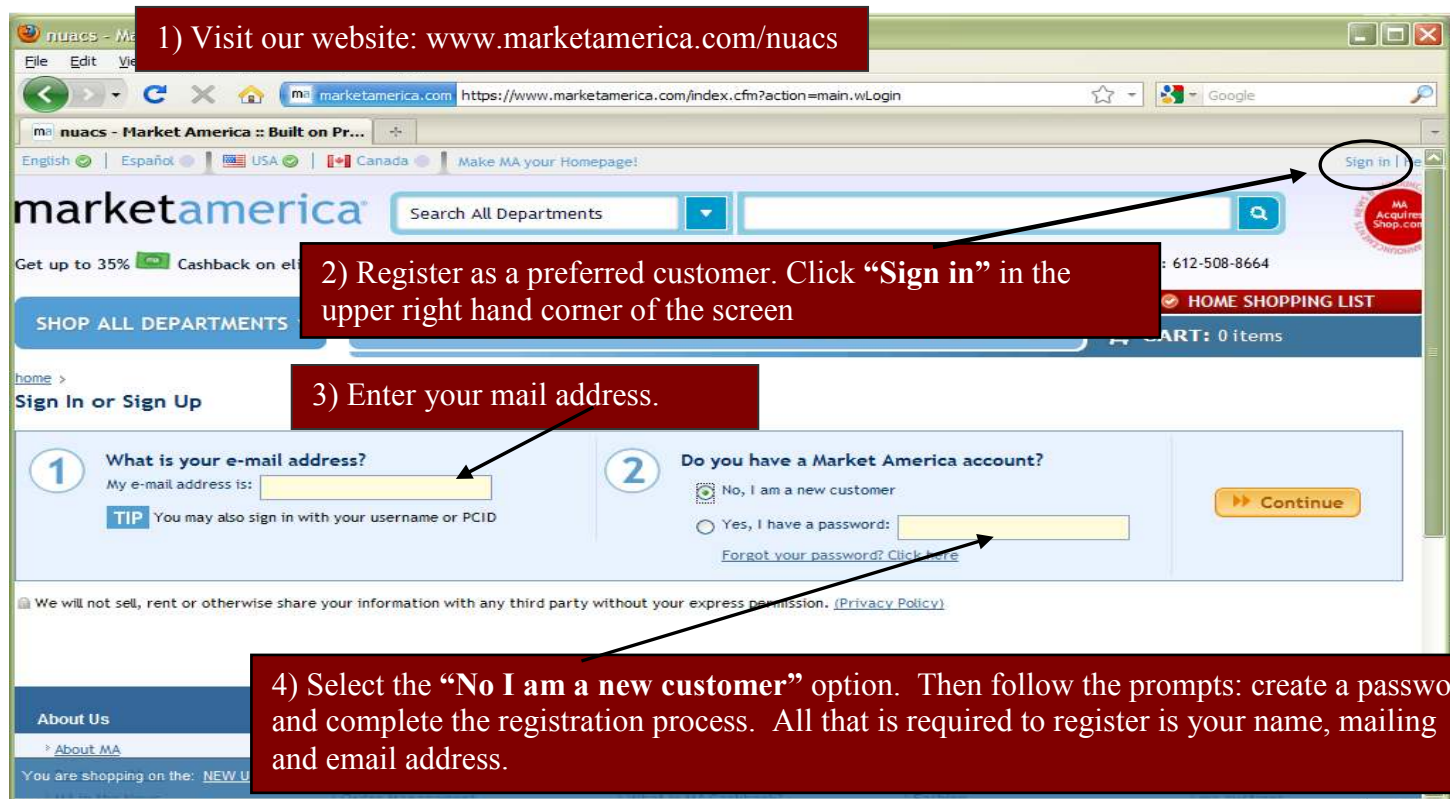 nuacs - Ma
1) Visit our website: www.marketamerica.com/nuacs
File Edit Vie
marketamerica.com https://www.marketamerica.com/index.cfm?action=main.wLogin
Google
ma nuacs - Market America :: Built on Pr...
English | Español | USA | Canada | Make MA your Homepage!
Sign in | He
marketamerica
Search All Departments
MA
Acquires
Shop.com
Get up to 35% Cashback on eli
: 612-508-8664
2) Register as a preferred customer. Click “Sign in” in the
upper right hand corner of the screen
HOME SHOPPING LIST
SHOP ALL DEPARTMENTS
CART: 0 items
home >
Sign In or Sign Up
3) Enter your mail address.
1 What is your e-mail address?
My e-mail address is:
TIP You may also sign in with your username or PCID
2 Do you have a Market America account?
No, I am a new customer
Yes, I have a password:
Forgot your password? Click here
Continue
We will not sell, rent or otherwise share your information with any third party without your express permission. (Privacy Policy)
4) Select the “No I am a new customer” option. Then follow the prompts: create a passwo
and complete the registration process. All that is required to register is your name, mailing
and email address.
About Us
About MA
You are shopping on the: NEW U